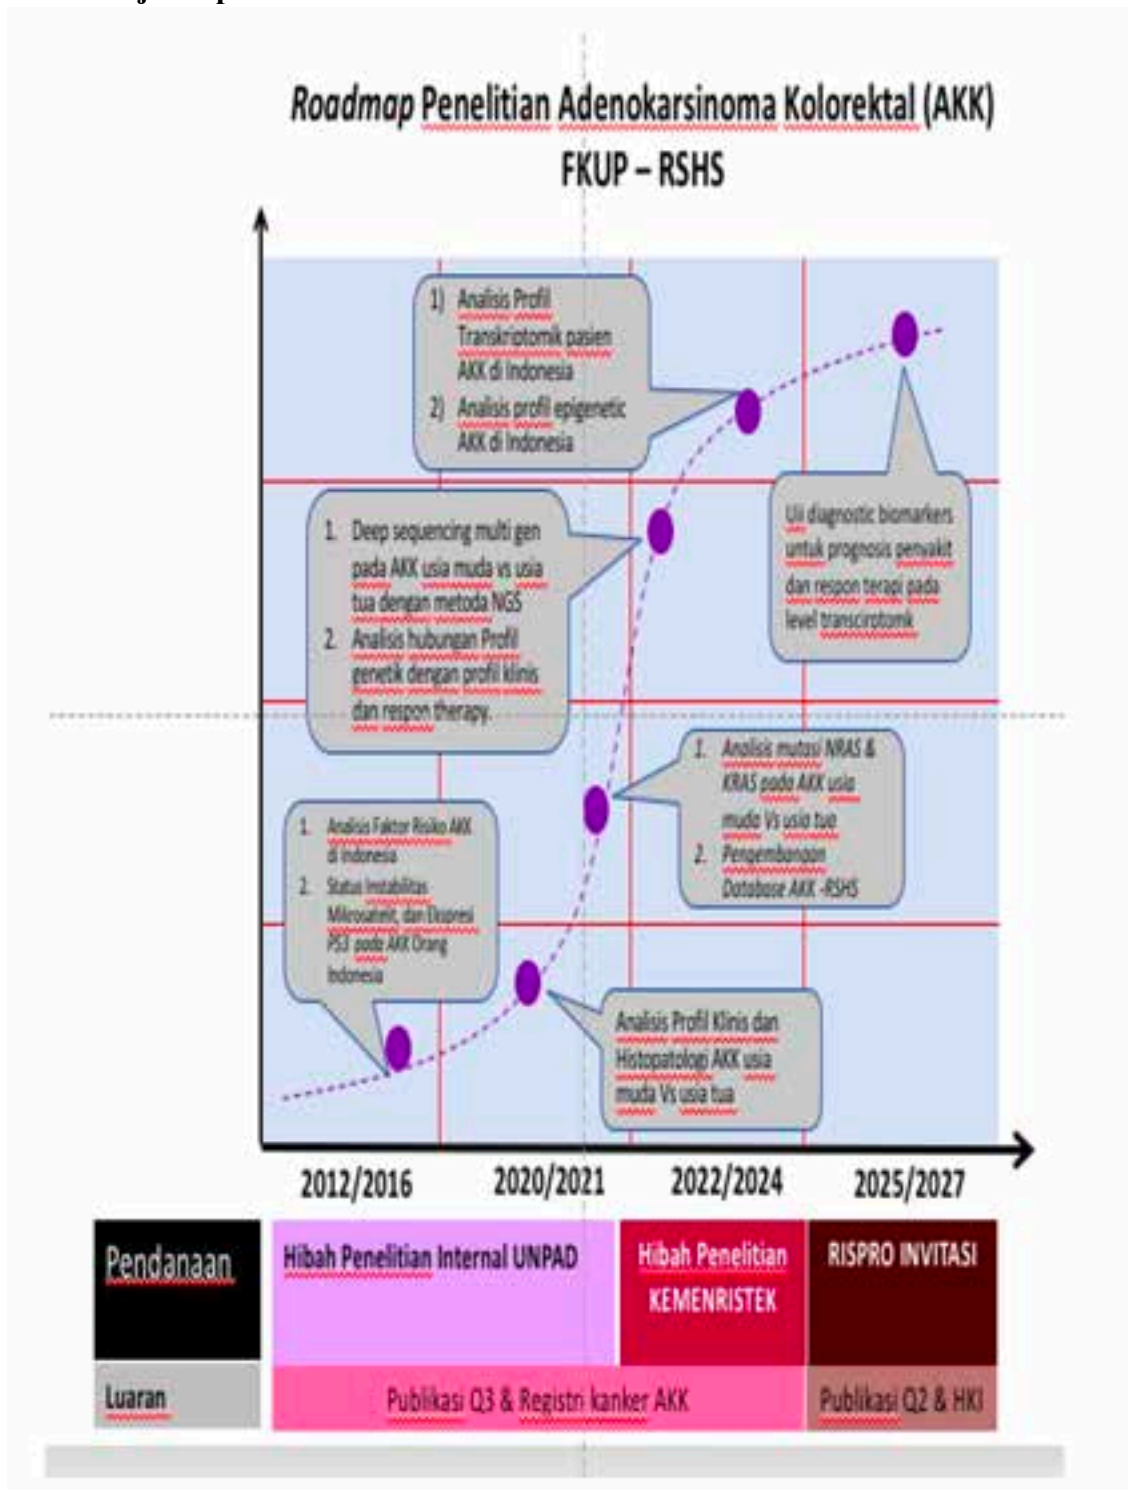 Roadmap Penelitian Adenokarsinoma Kolorektal (AKK)
FKUP – RSHS
1) Analisis Profil
Transkriptomik pasien
AKK di Indonesia
2) Analisis profil epigenetic
AKK di Indonesia
1. Deep sequencing multi gen
pada AKK usia muda vs usia
tua dengan metoda NGS
2. Analisis hubungan Profil
genetik dengan profil klinis
dan respon therapy.
Uji diagnostic biomarkers
untuk prognosis penyakit
dan respon terapi pada
level transcirotomk
1. Analisis mutasi NRAS &
KRAS pada AKK usia
muda Vs usia tua
2. Pengembangan
Database AKK -RSHS
1. Analisis Faktor Risiko AKK
di indonesia
2. Status Instabilitas
Mikrosatelit, dan Ekspresi
P53 pada AKK Orang
Indonesia
Analisis Profil Klinis dan
Histopatologi AKK usia
muda Vs usia tua
2012/2016 2020/2021 2022/2024 2025/2027
Pendanaan
Hibah Penelitian Internal UNPAD
Hibah Penelitian
KEMENRISTEK
RISPRO INVITASI
Luaran
Publikasi Q3 & Registri kanker AKK
Publikasi Q2 & HKI